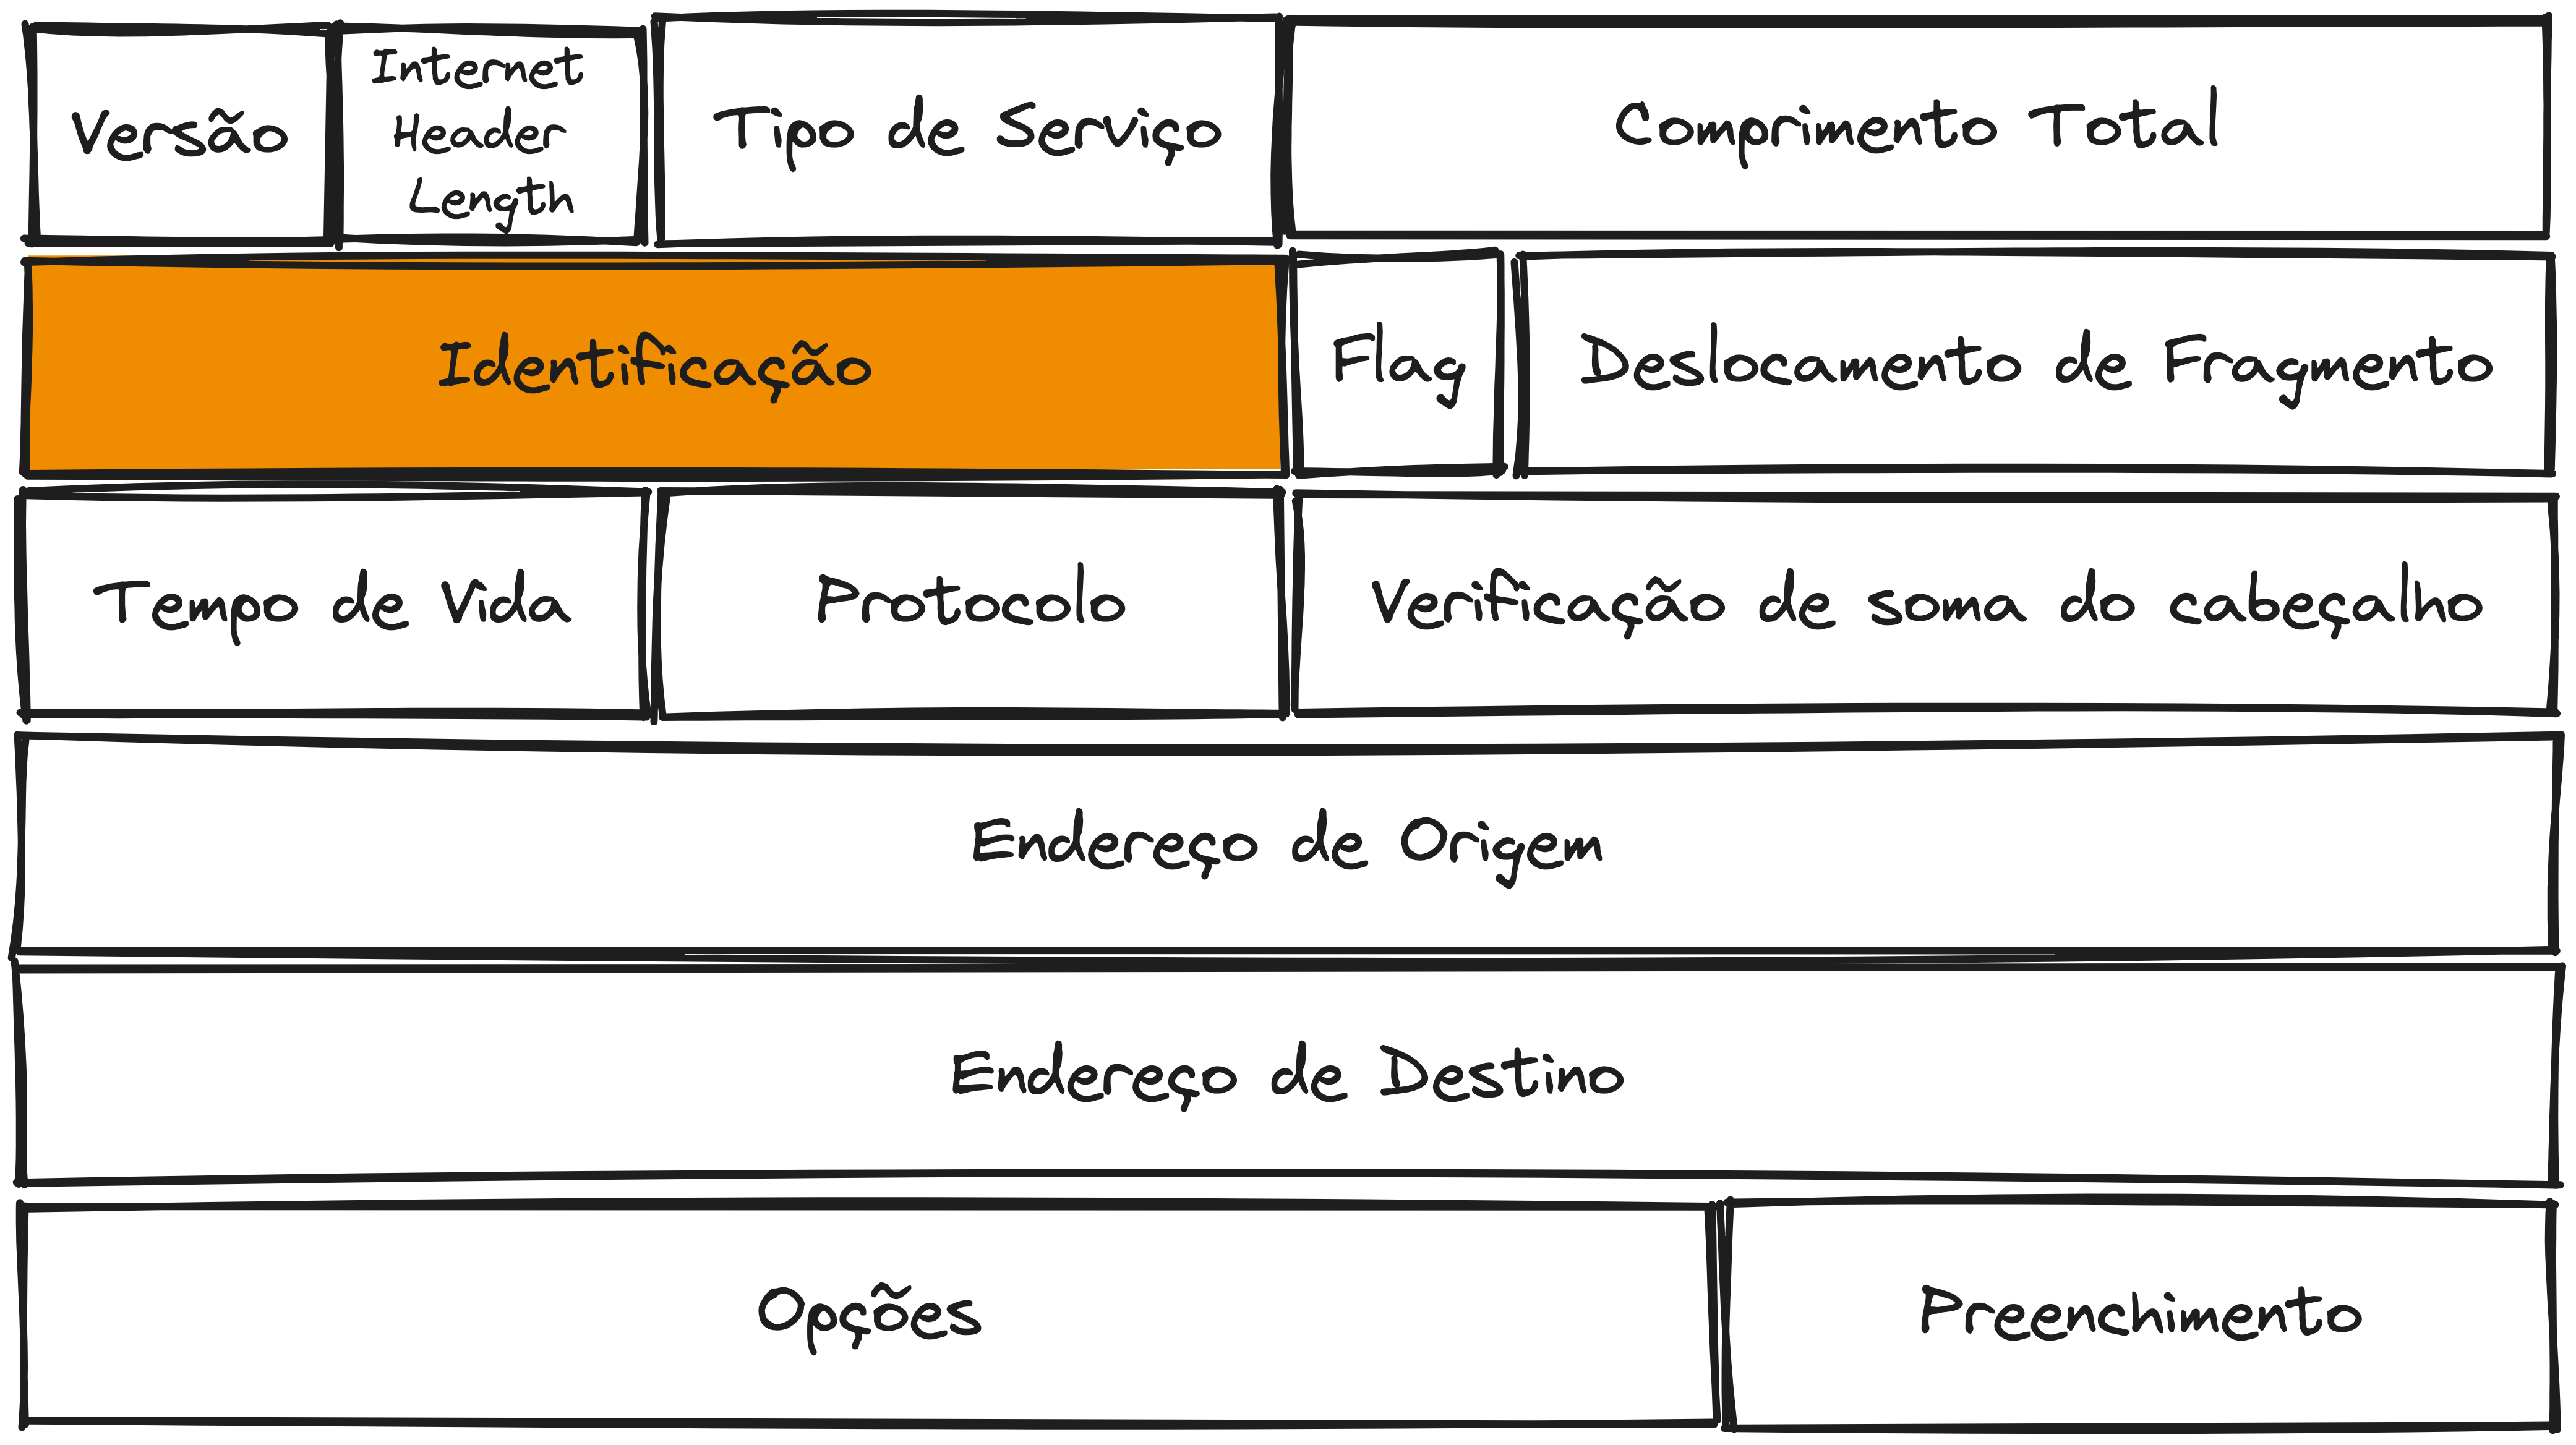 Versão
Internet
Header
Length
Tipo de Serviço
Comprimento Total
Identificação
Flag
Deslocamento de Fragmento
Tempo de Vida
Protocolo
Verificação de soma do cabeçalho
Endereço de Origem
Endereço de Destino
Opções
Preenchimento